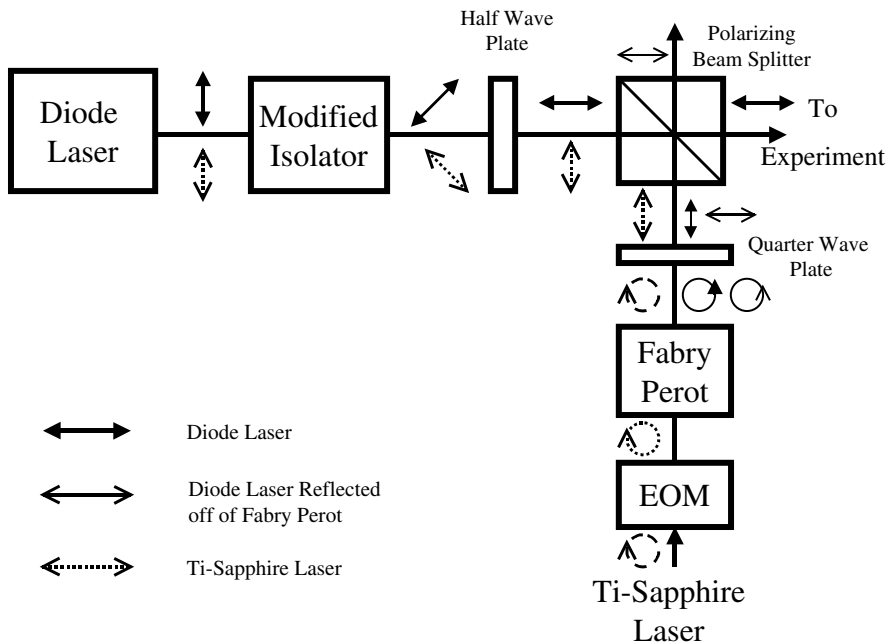 Half Wave
Plate
Polarizing
Beam Splitter
Diode
Laser
Modified
Isolator
To
Experiment
Quarter Wave
Plate
Fabry
Perot
Diode Laser
EOM
Diode Laser Reflected
off of Fabry Perot
Ti-Sapphire Laser
Ti-Sapphire
Laser